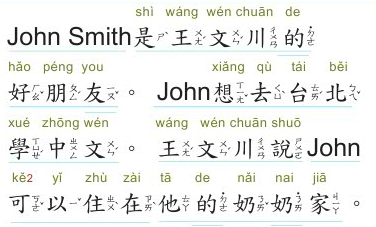 shì wáng wén chuān de
John Smith是王文川的
hǎo péng you xiǎng qù tái běi
好朋友。 John想去台北
xué zhōng wén wáng wén chuān shuō
學中文。 王文川說John
kě2 yǐ zhù zài tā de nǎi nai jiā
可以住在他的奶奶家。